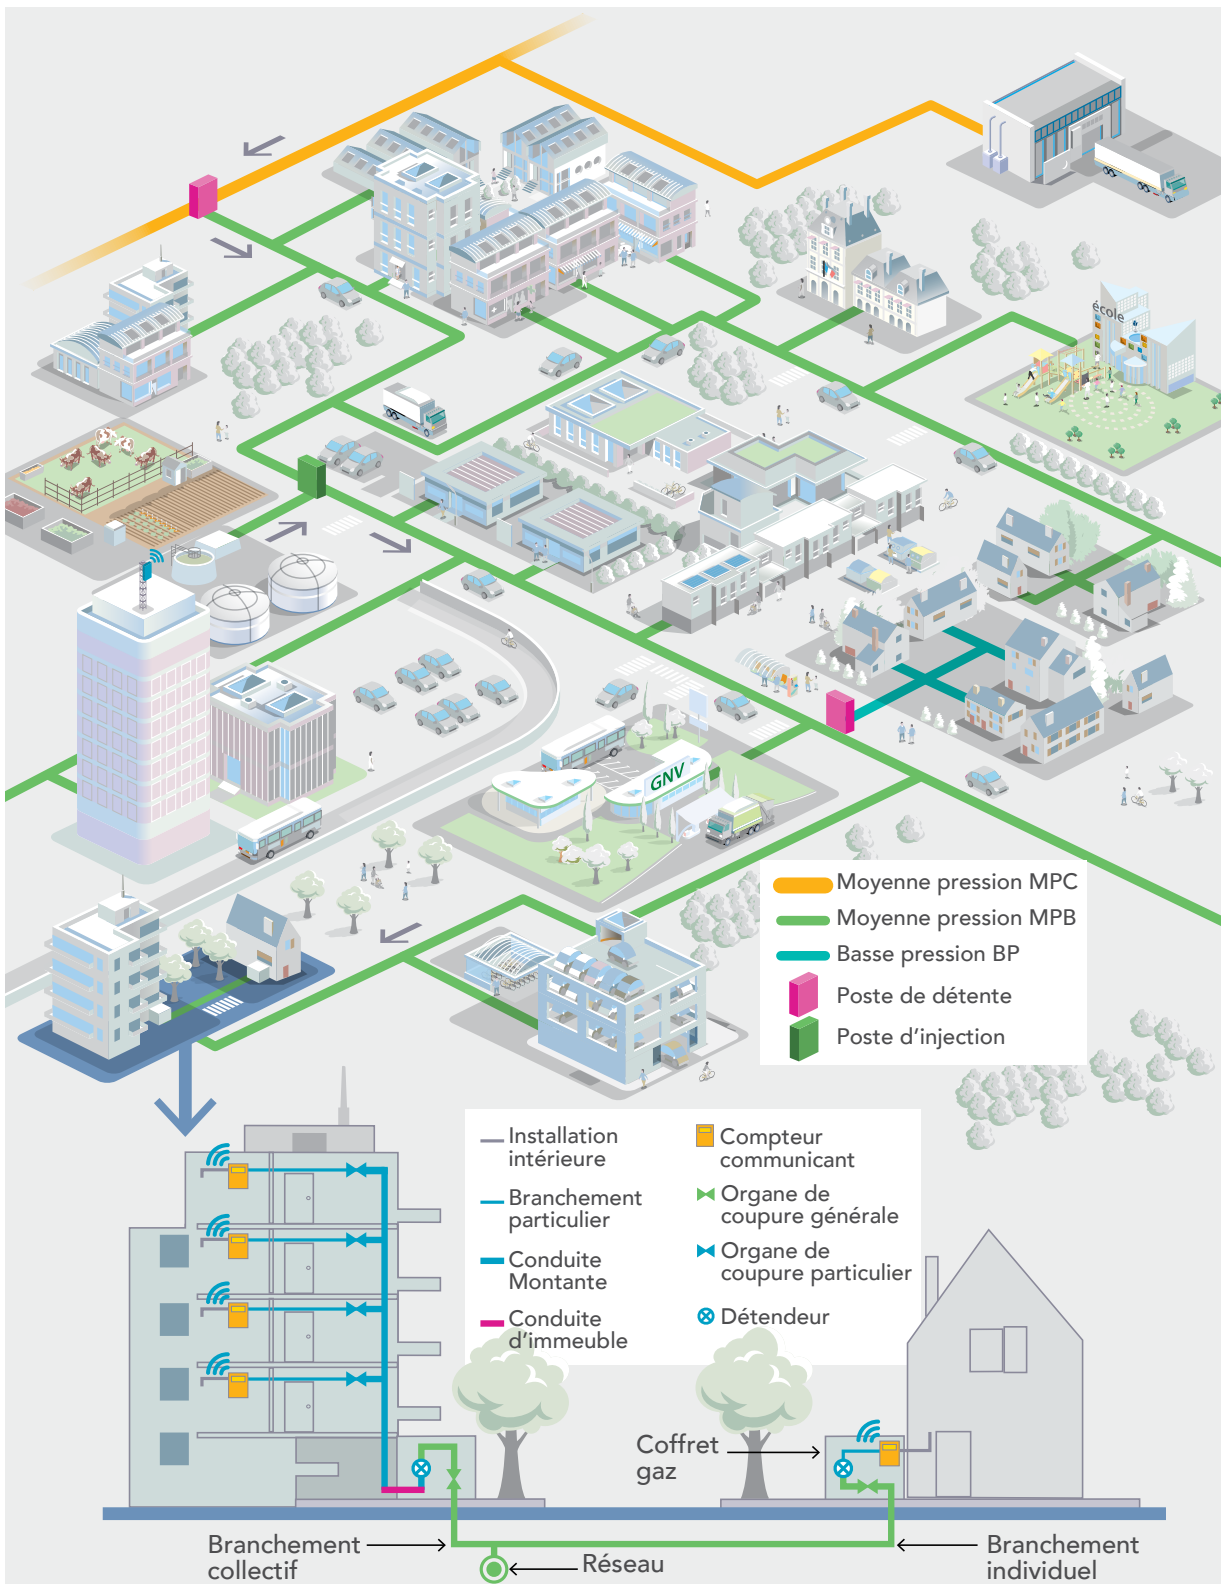 école
GNV
Moyenne pression MPC
Moyenne pression MPB
Basse pression BP
Poste de détente
Poste d'injection
Installation
intérieure
Branchement
particulier
Conduite
Montante
Conduite
d'immeuble
Compteur
communicant
Organe de
coupure générale
Organe de
coupure particulier
Détendeur
Coffret
gaz
Branchement
collectif
Réseau
Branchement
individuel